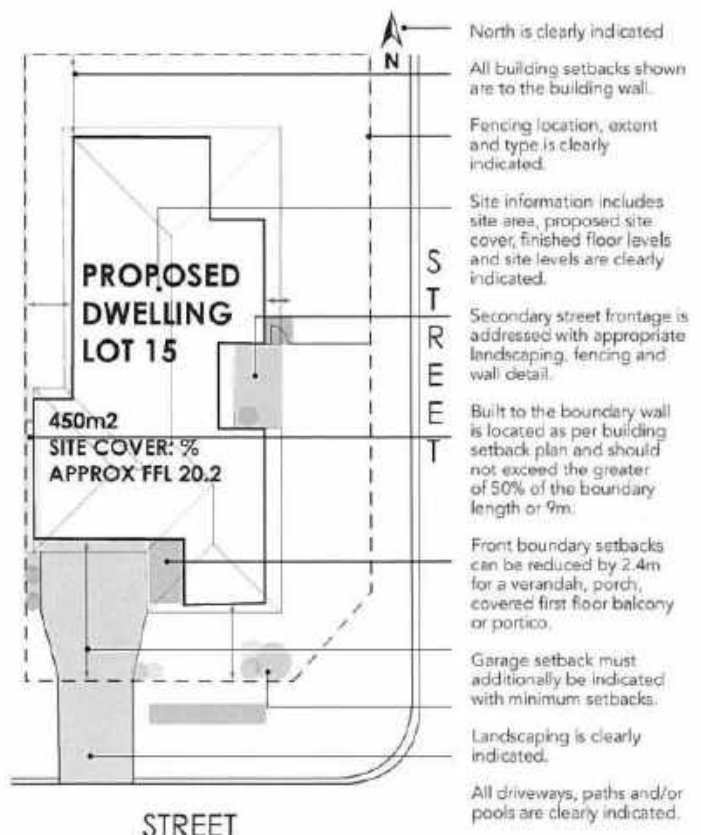 N
North is clearly indicated
All building setbacks shown
are to the building wall.
Fencing location, extent
and type is clearly
indicated.
Site information includes
site area, proposed site
cover, finished floor levels
and site levels are clearly
indicated.
Secondary street frontage is
addressed with appropriate
landscaping, fencing and
wall detail.
Built to the boundary wall
is located as per building
setback plan and should
not exceed the greater
of 50% of the boundary
length or 9m.
Front boundary setbacks
can be reduced by 2.4m
for a verandah, porch,
covered first floor balcony
or portico.
Garage setback must
additionally be indicated
with minimum setbacks.
Landscaping is clearly
indicated.
All driveways, paths and/or
pools are clearly indicated.
PROPOSED
DWELLING
LOT 15
450m2
SITE COVER: %
APPROX FFL 20.2
STREET
STREET